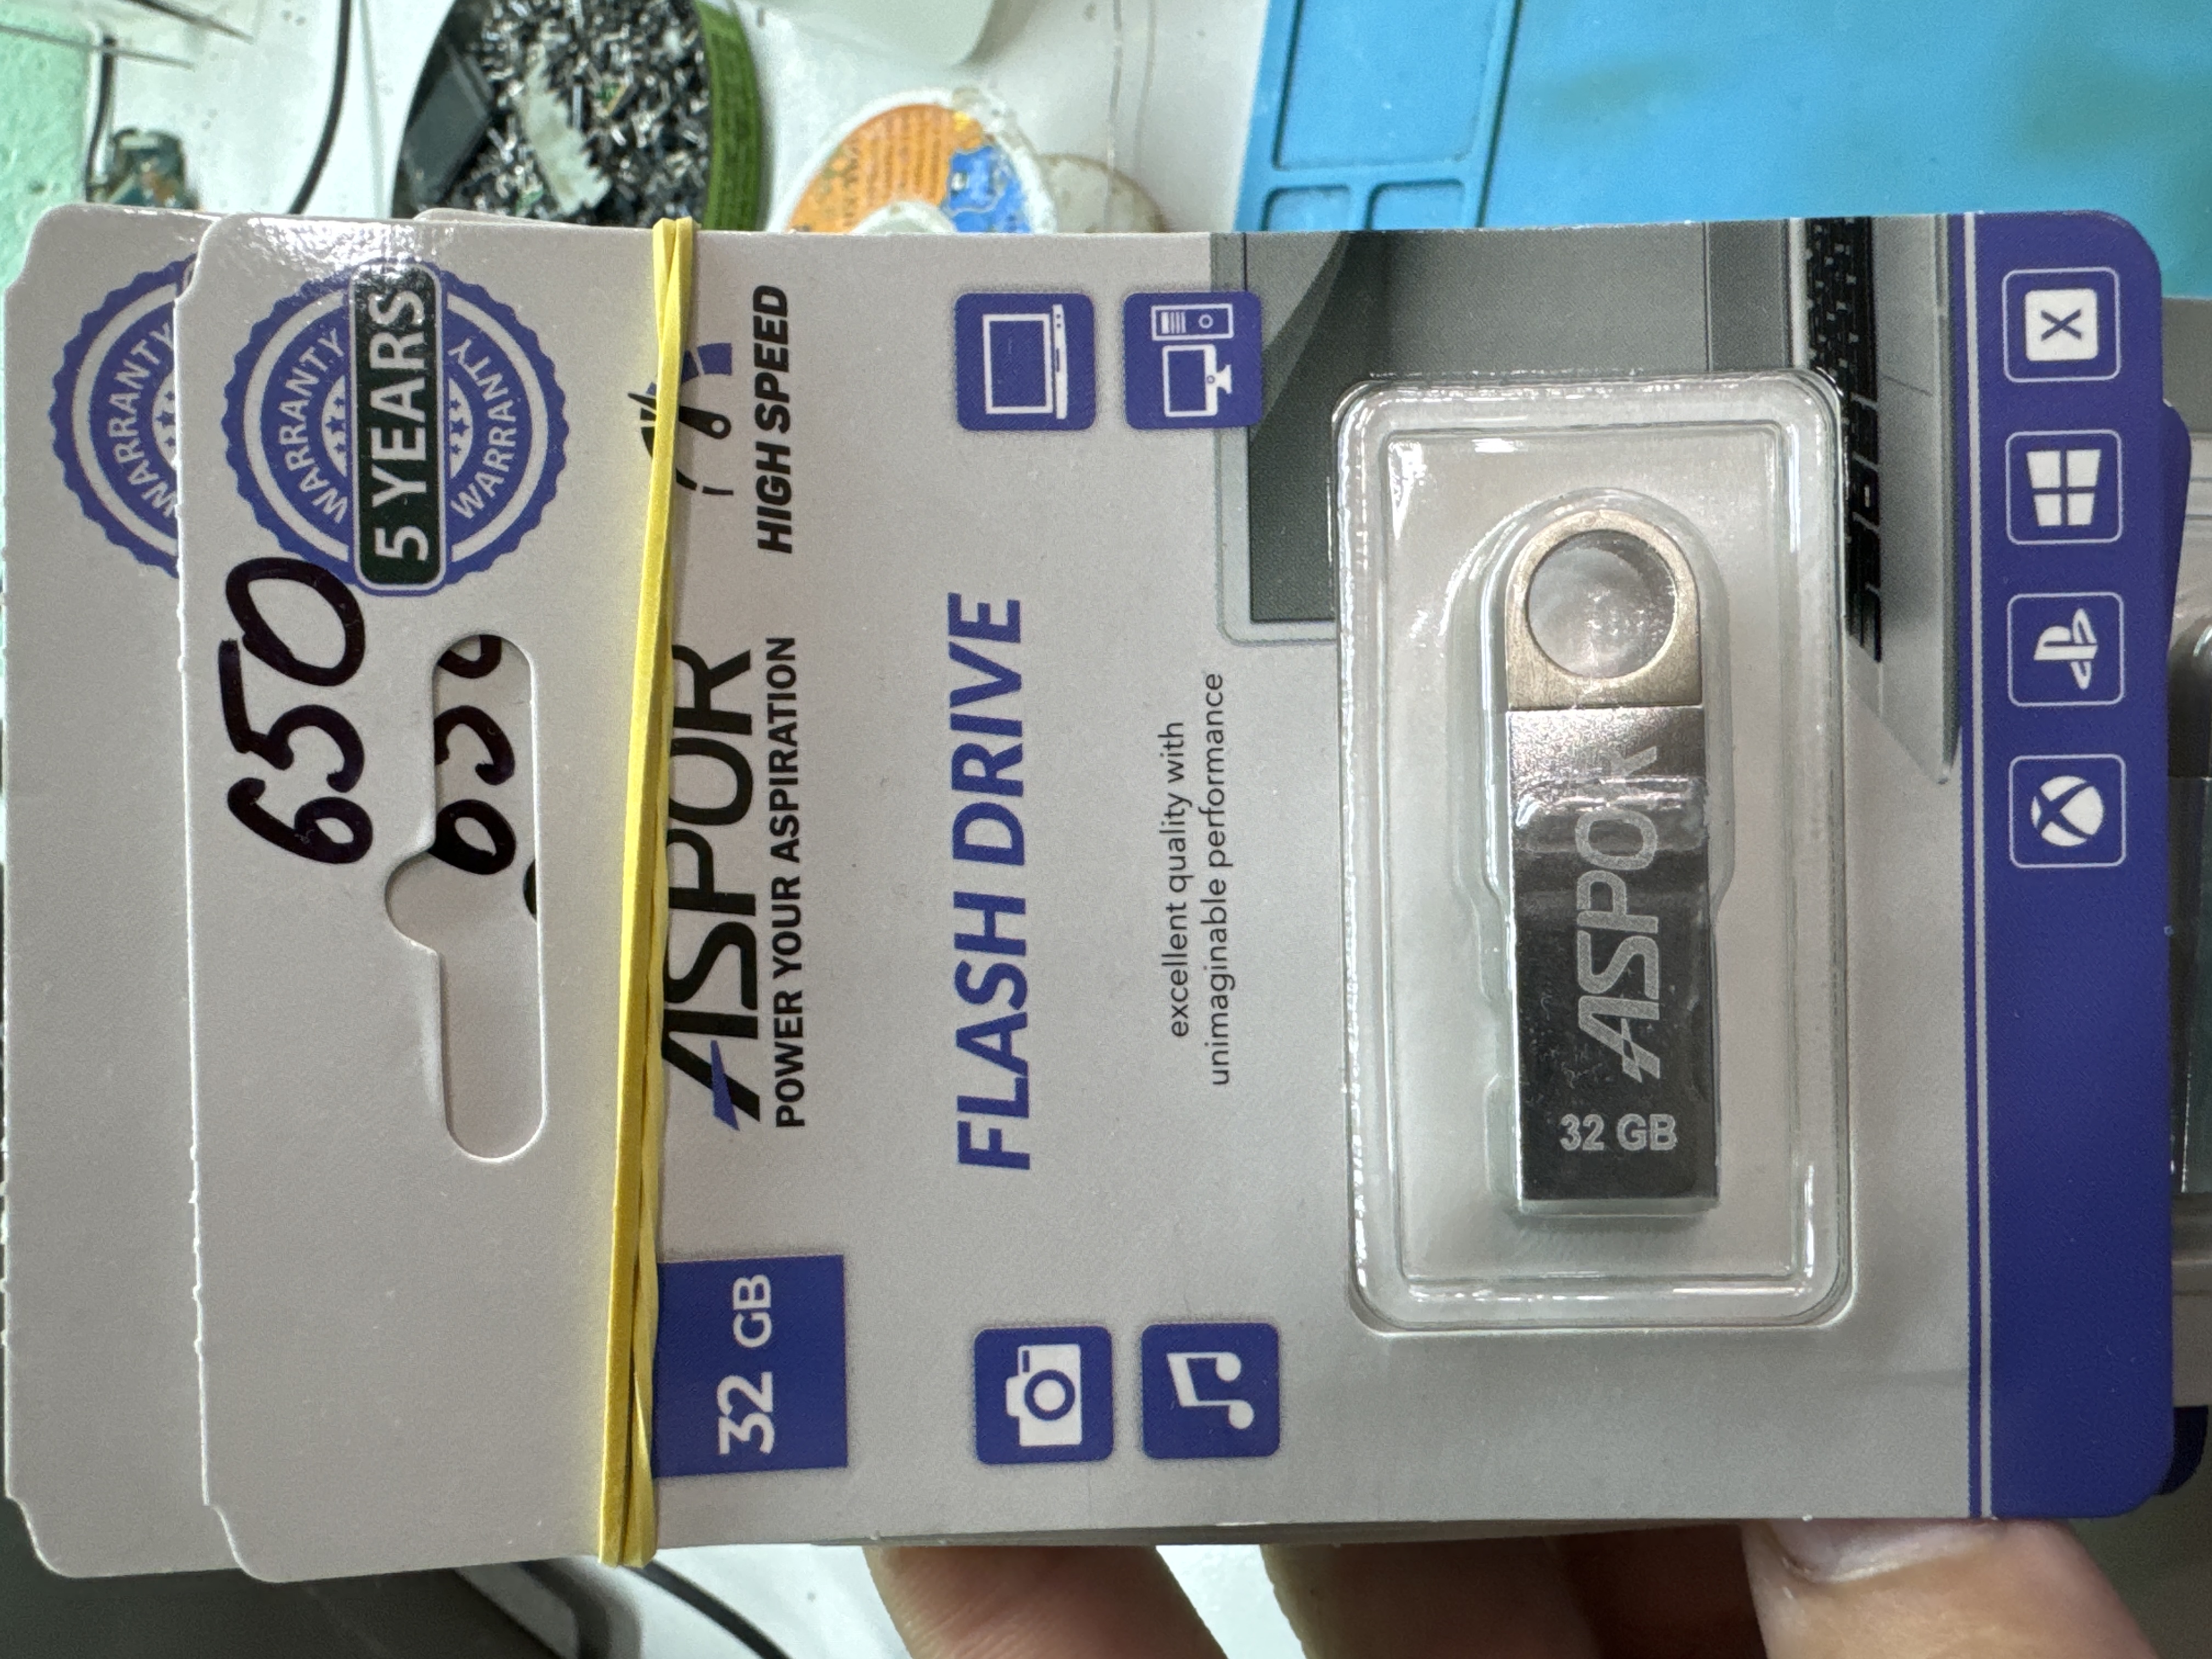 WARRANTY
WARRANTY
5 YEARS
WARRANTY
650
32 GB
ASPOR
POWER YOUR ASPIRATION
HIGH SPEED
FLASH DRIVE
excellent quality with
unimaginable performance
ASPOR
32 GB
X